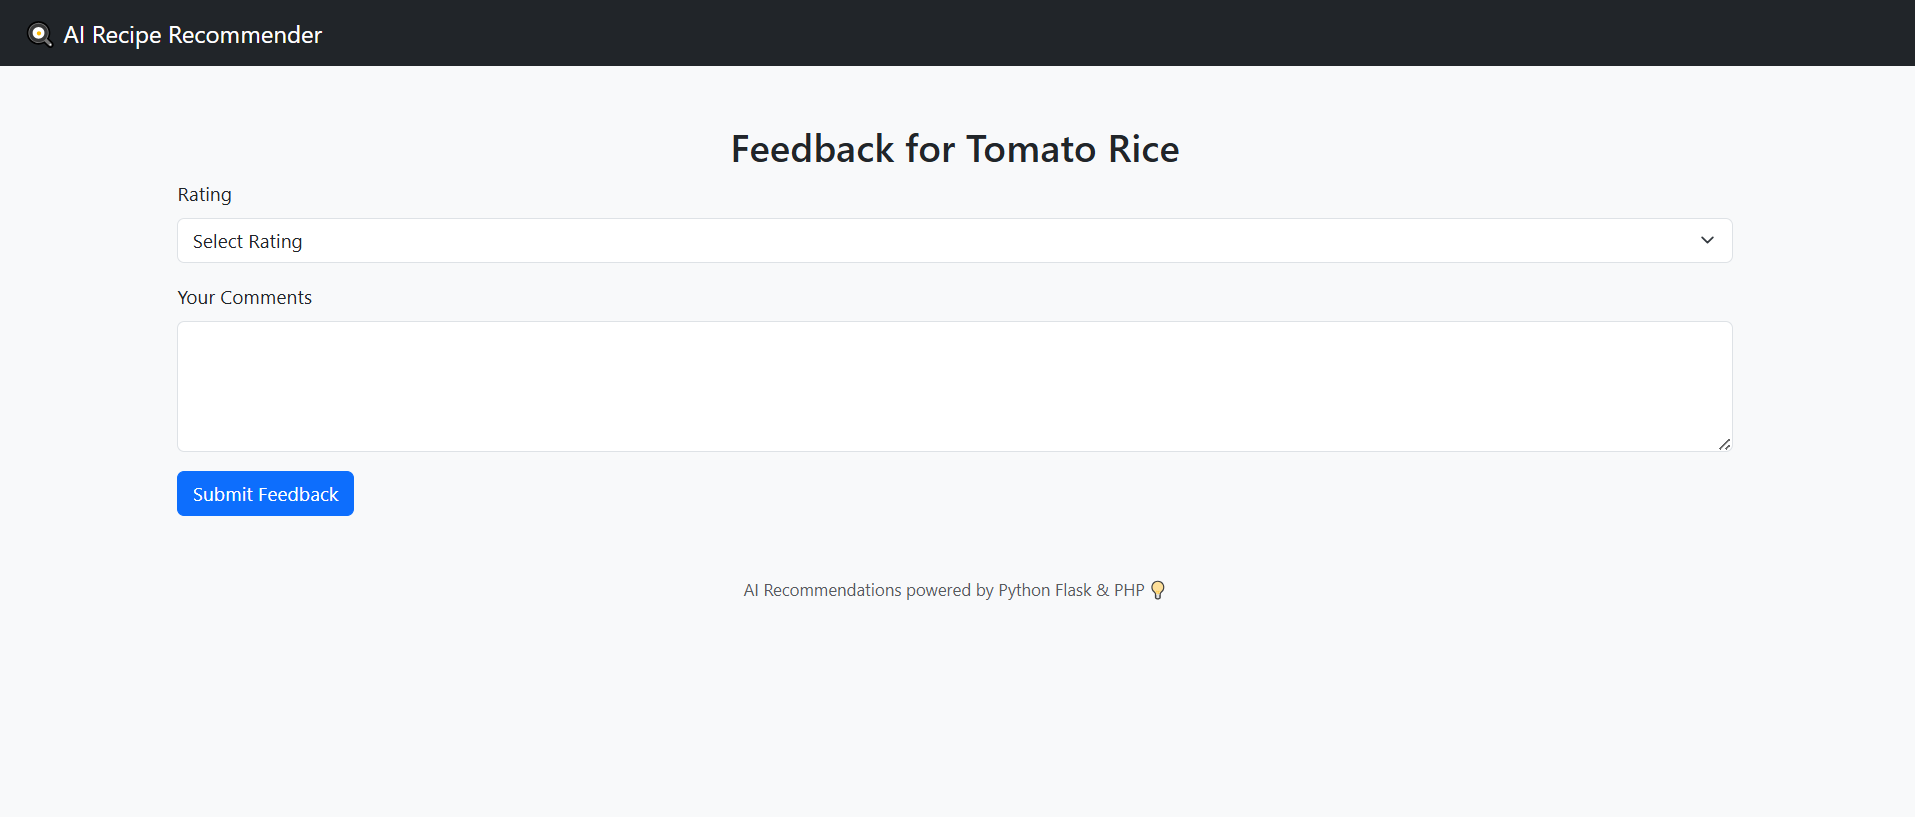 AI Recipe Recommender
Feedback for Tomato Rice
Rating
Select Rating
Your Comments
Submit Feedback
AI Recommendations powered by Python Flask & PHP